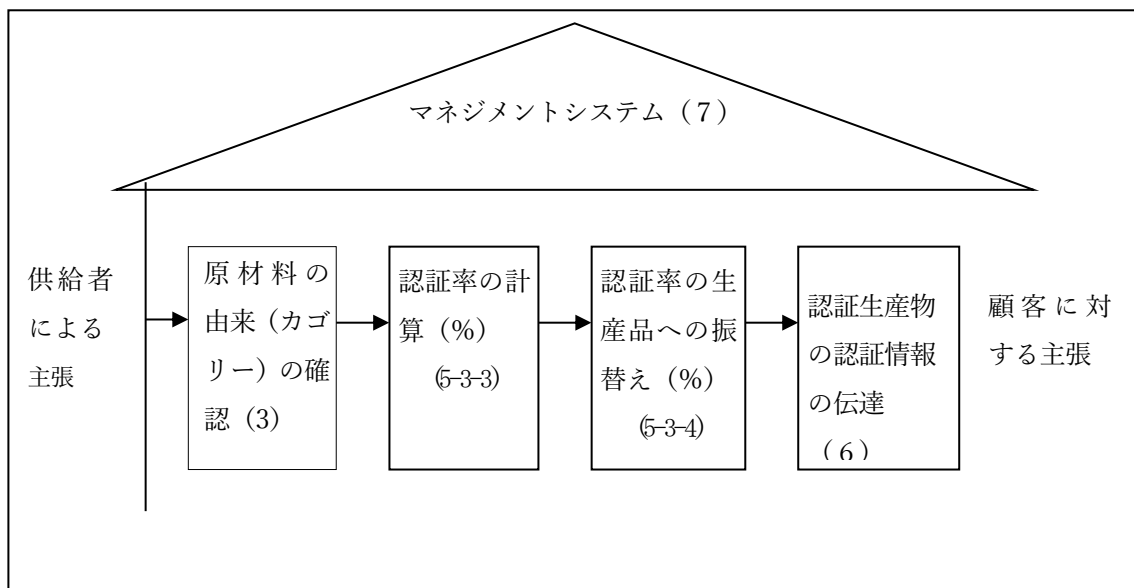 マネジメントシステム（７）
供給者
による
主張
原材料の
由来（カゴ
リー）の確
認（3）
認証率の計
算（%）
(5-3-3)
認証率の生
産品への振
替え（%）
(5-3-4)
認証生産物
の認証情報
の伝達
（６）
顧客に対
する主張